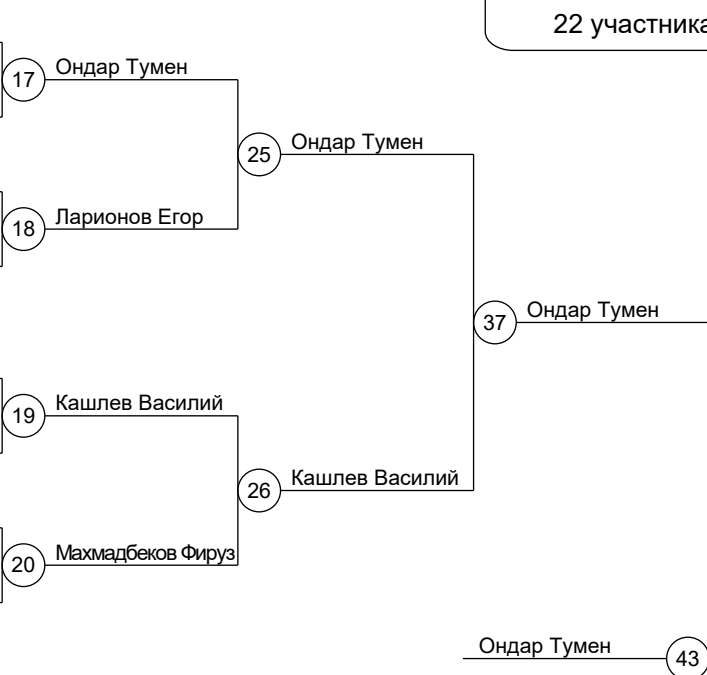 22 участника
17 Ондар Тумен
25 Ондар Тумен
18 Ларионов Егор
37 Ондар Тумен
19 Кашлев Василий
26 Кашлев Василий
20 Махмадбеков Фируз
Ондар Тумен 43